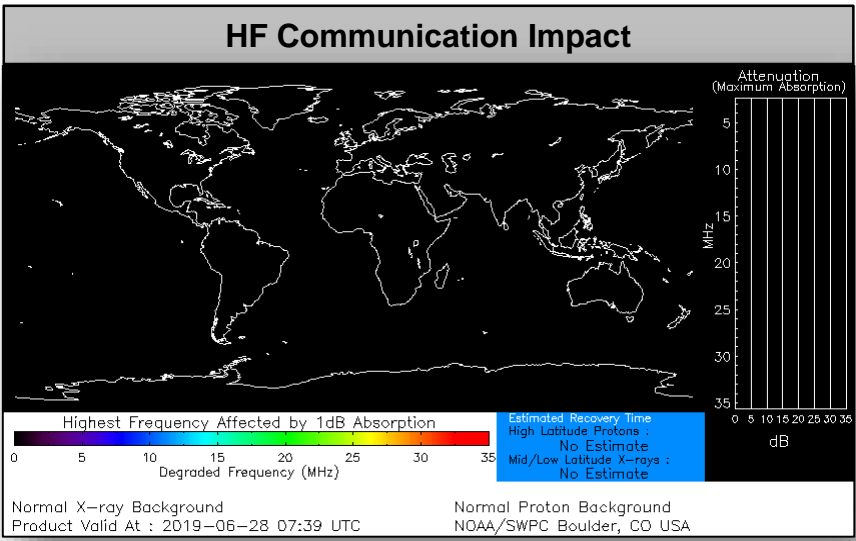 HF Communication Impact
Attenuation
(Maximum Absorption)
5
10
15
20
25
30
35
MHz
0 5 10 15 20 25 30 35
dB
Highest Frequency Affected by 1dB Absorption
0 5 10 15 20 25 30 35
Degraded Frequency (MHz)
Estimated Recovery Time
High Latitude Protons :
No Estimate
Mid/Low Latitude X-rays :
No Estimate
Normal X-ray Background
Normal Proton Background
Product Valid At : 2019-06-28 07:39 UTC
NOAA/SWPC Boulder, CO USA